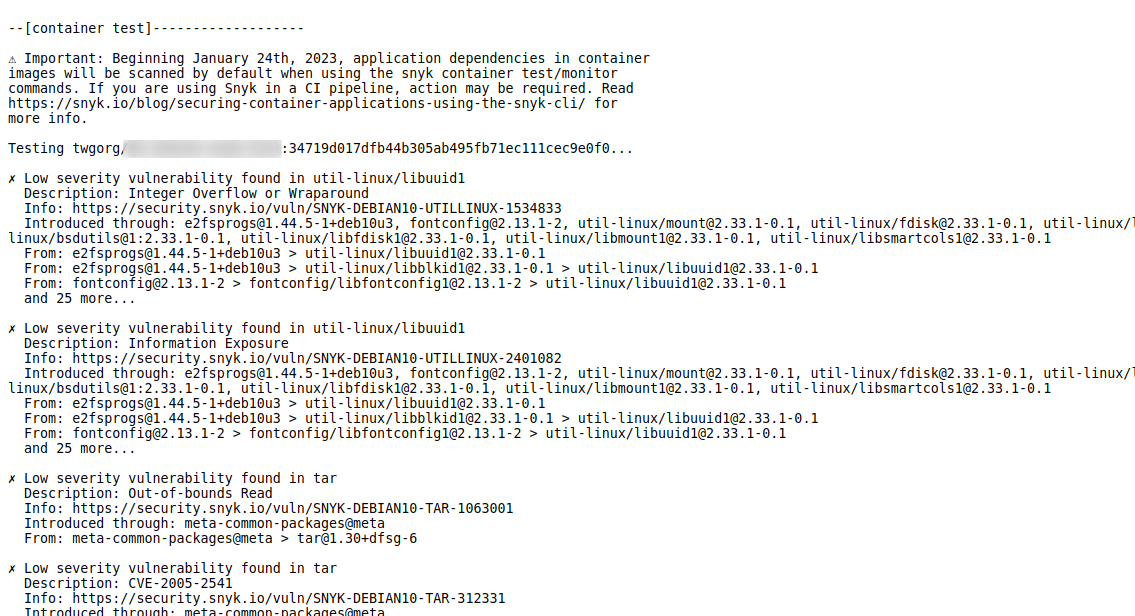 --[container test]-------------------
⚠ Important: Beginning January 24th, 2023, application dependencies in container
images will be scanned by default when using the snyk container test/monitor
commands. If you are using Snyk in a CI pipeline, action may be required. Read
https://snyk.io/blog/securing-container-applications-using-the-snyk-cli/ for
more info.
Testing twgorg/:34719d017dfb44b305ab495fb71ec111cec9e0f0...
✗ Low severity vulnerability found in util-linux/libuuid1
Description: Integer Overflow or Wraparound
Info: https://security.snyk.io/vuln/SNYK-DEBIAN10-UTILLINUX-1534833
Introduced through: e2fsprogs@1.44.5-1+deb10u3, fontconfig@2.13.1-2, util-linux/mount@2.33.1-0.1, util-linux/fdisk@2.33.1-0.1, util-linux/l
linux/bsdutils@1:2.33.1-0.1, util-linux/libfdisk1@2.33.1-0.1, util-linux/libmount1@2.33.1-0.1, util-linux/libsmartcols1@2.33.1-0.1
From: e2fsprogs@1.44.5-1+deb10u3 > util-linux/libuuid1@2.33.1-0.1
From: e2fsprogs@1.44.5-1+deb10u3 > util-linux/libblkid1@2.33.1-0.1 > util-linux/libuuid1@2.33.1-0.1
From: fontconfig@2.13.1-2 > fontconfig/libfontconfig1@2.13.1-2 > util-linux/libuuid1@2.33.1-0.1
and 25 more...
✗ Low severity vulnerability found in util-linux/libuuid1
Description: Information Exposure
Info: https://security.snyk.io/vuln/SNYK-DEBIAN10-UTILLINUX-2401082
Introduced through: e2fsprogs@1.44.5-1+deb10u3, fontconfig@2.13.1-2, util-linux/mount@2.33.1-0.1, util-linux/fdisk@2.33.1-0.1, util-linux/l
linux/bsdutils@1:2.33.1-0.1, util-linux/libfdisk1@2.33.1-0.1, util-linux/libmount1@2.33.1-0.1, util-linux/libsmartcols1@2.33.1-0.1
From: e2fsprogs@1.44.5-1+deb10u3 > util-linux/libuuid1@2.33.1-0.1
From: e2fsprogs@1.44.5-1+deb10u3 > util-linux/libblkid1@2.33.1-0.1 > util-linux/libuuid1@2.33.1-0.1
From: fontconfig@2.13.1-2 > fontconfig/libfontconfig1@2.13.1-2 > util-linux/libuuid1@2.33.1-0.1
and 25 more...
✗ Low severity vulnerability found in tar
Description: Out-of-bounds Read
Info: https://security.snyk.io/vuln/SNYK-DEBIAN10-TAR-1063001
Introduced through: meta-common-packages@meta
From: meta-common-packages@meta > tar@1.30+dfsg-6
✗ Low severity vulnerability found in tar
Description: CVE-2005-2541
Info: https://security.snyk.io/vuln/SNYK-DEBIAN10-TAR-312331
Introduced through: meta-common-packages@meta